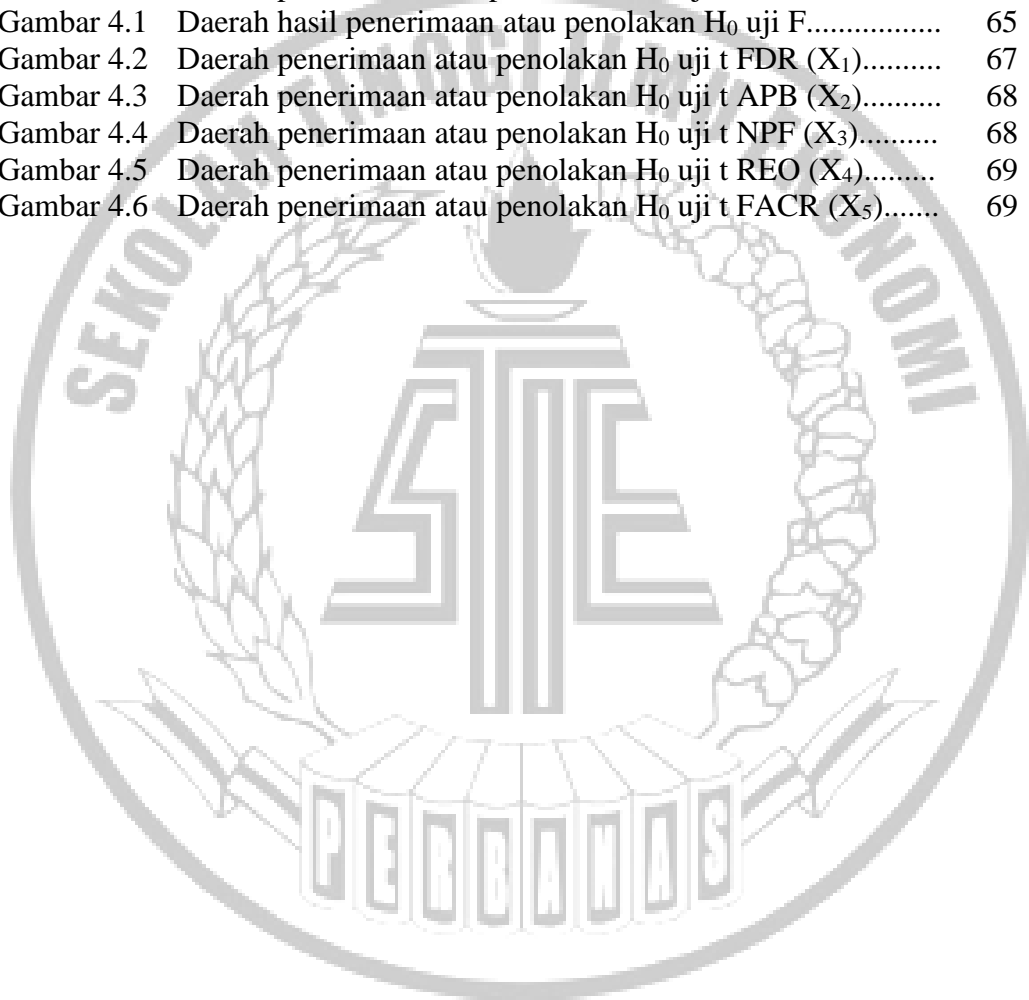 Gambar 4.1 Daerah hasil penerimaan atau penolakan H₀ uji F................. 65
Gambar 4.2 Daerah penerimaan atau penolakan H₀ uji t FDR (X₁).......... 67
Gambar 4.3 Daerah penerimaan atau penolakan H₀ uji t APB (X₂).......... 68
Gambar 4.4 Daerah penerimaan atau penolakan H₀ uji t NPF (X₃).......... 68
Gambar 4.5 Daerah penerimaan atau penolakan H₀ uji t REO (X₄)......... 69
Gambar 4.6 Daerah penerimaan atau penolakan H₀ uji t FACR (X₅)....... 69
SEKOLAH TINGGI ILMU EKONOMI
STIE
PERBANAS